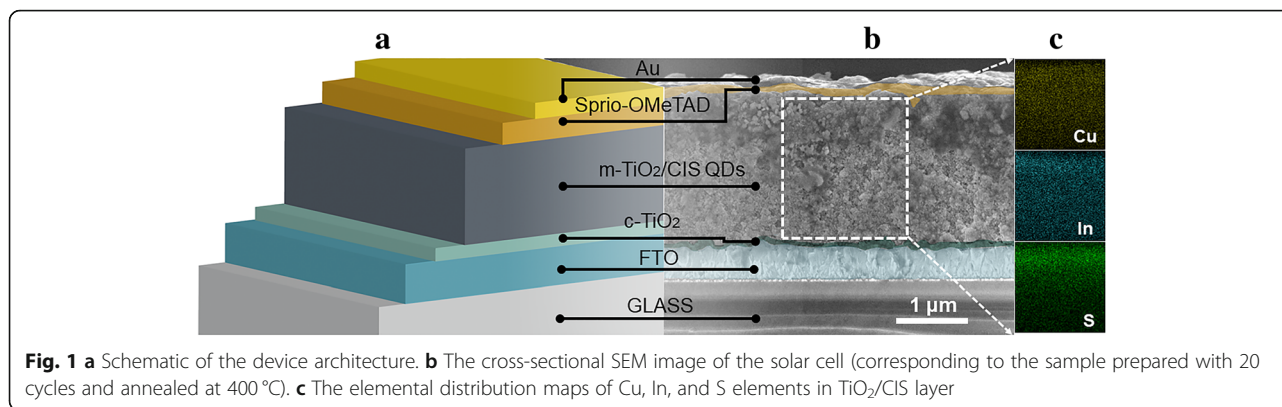 a b c
Au
Sprio-OMeTAD
Cu
m-TiO2/CIS QDs
In
c-TiO2
FTO
GLASS
1 µm
S
Fig. 1 a Schematic of the device architecture. b The cross-sectional SEM image of the solar cell (corresponding to the sample prepared with 20
cycles and annealed at 400 °C). c The elemental distribution maps of Cu, In, and S elements in TiO2/CIS layer